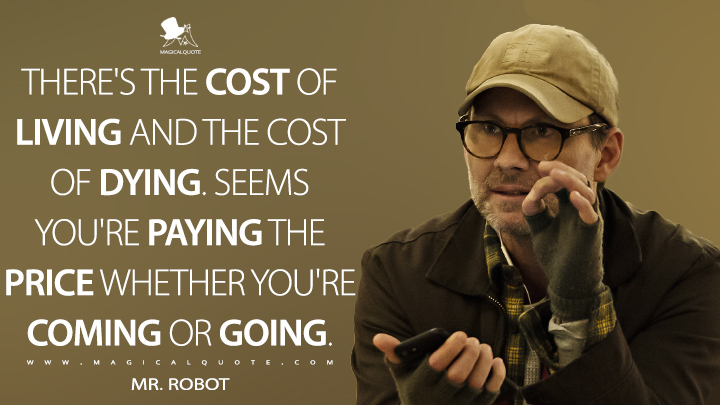 MAGICALQUOTE
THERE'S THE COST OF
LIVING AND THE COST
OF DYING. SEEMS
YOU'RE PAYING THE
PRICE WHETHER YOU'RE
COMING OR GOING.
WWW.MAGICALQUOTE.COM
MR. ROBOT